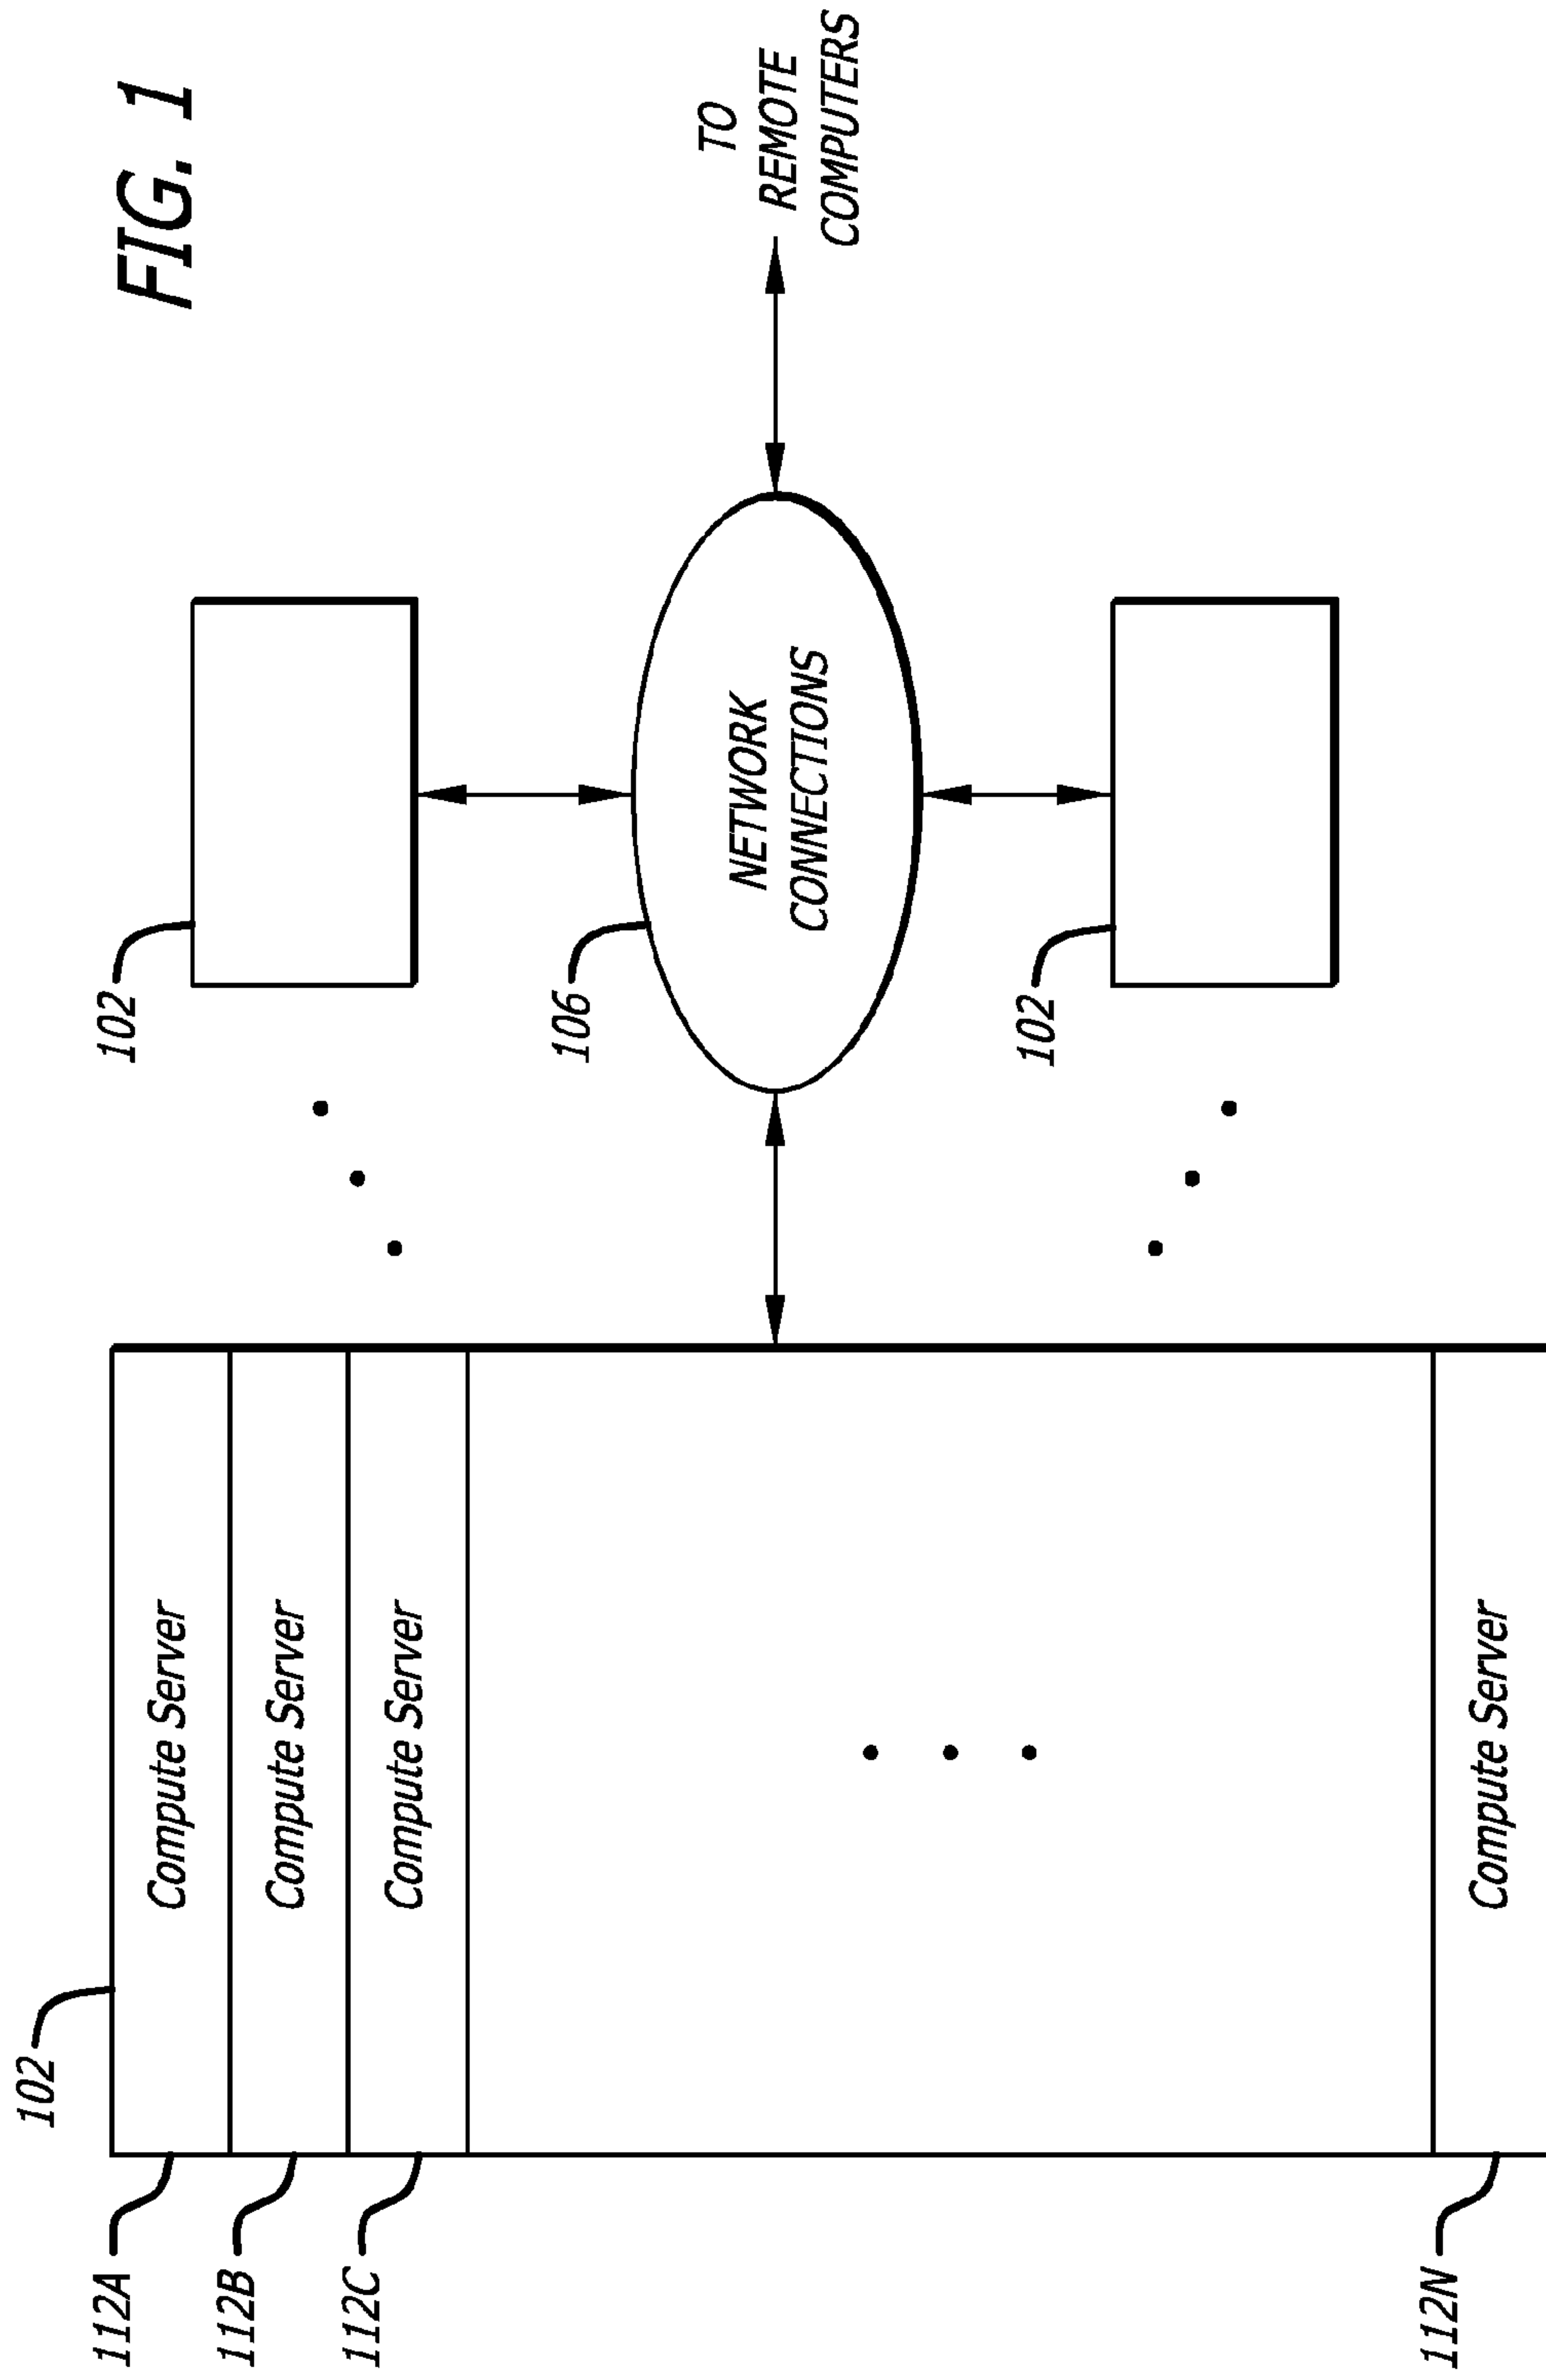 FIG. 1
102
112A
Compute Server
112B
Compute Server
112C
Compute Server
112N
Compute Server
102
106
NETWORK
CONNECTIONS
102
TO
REMOTE
COMPUTERS